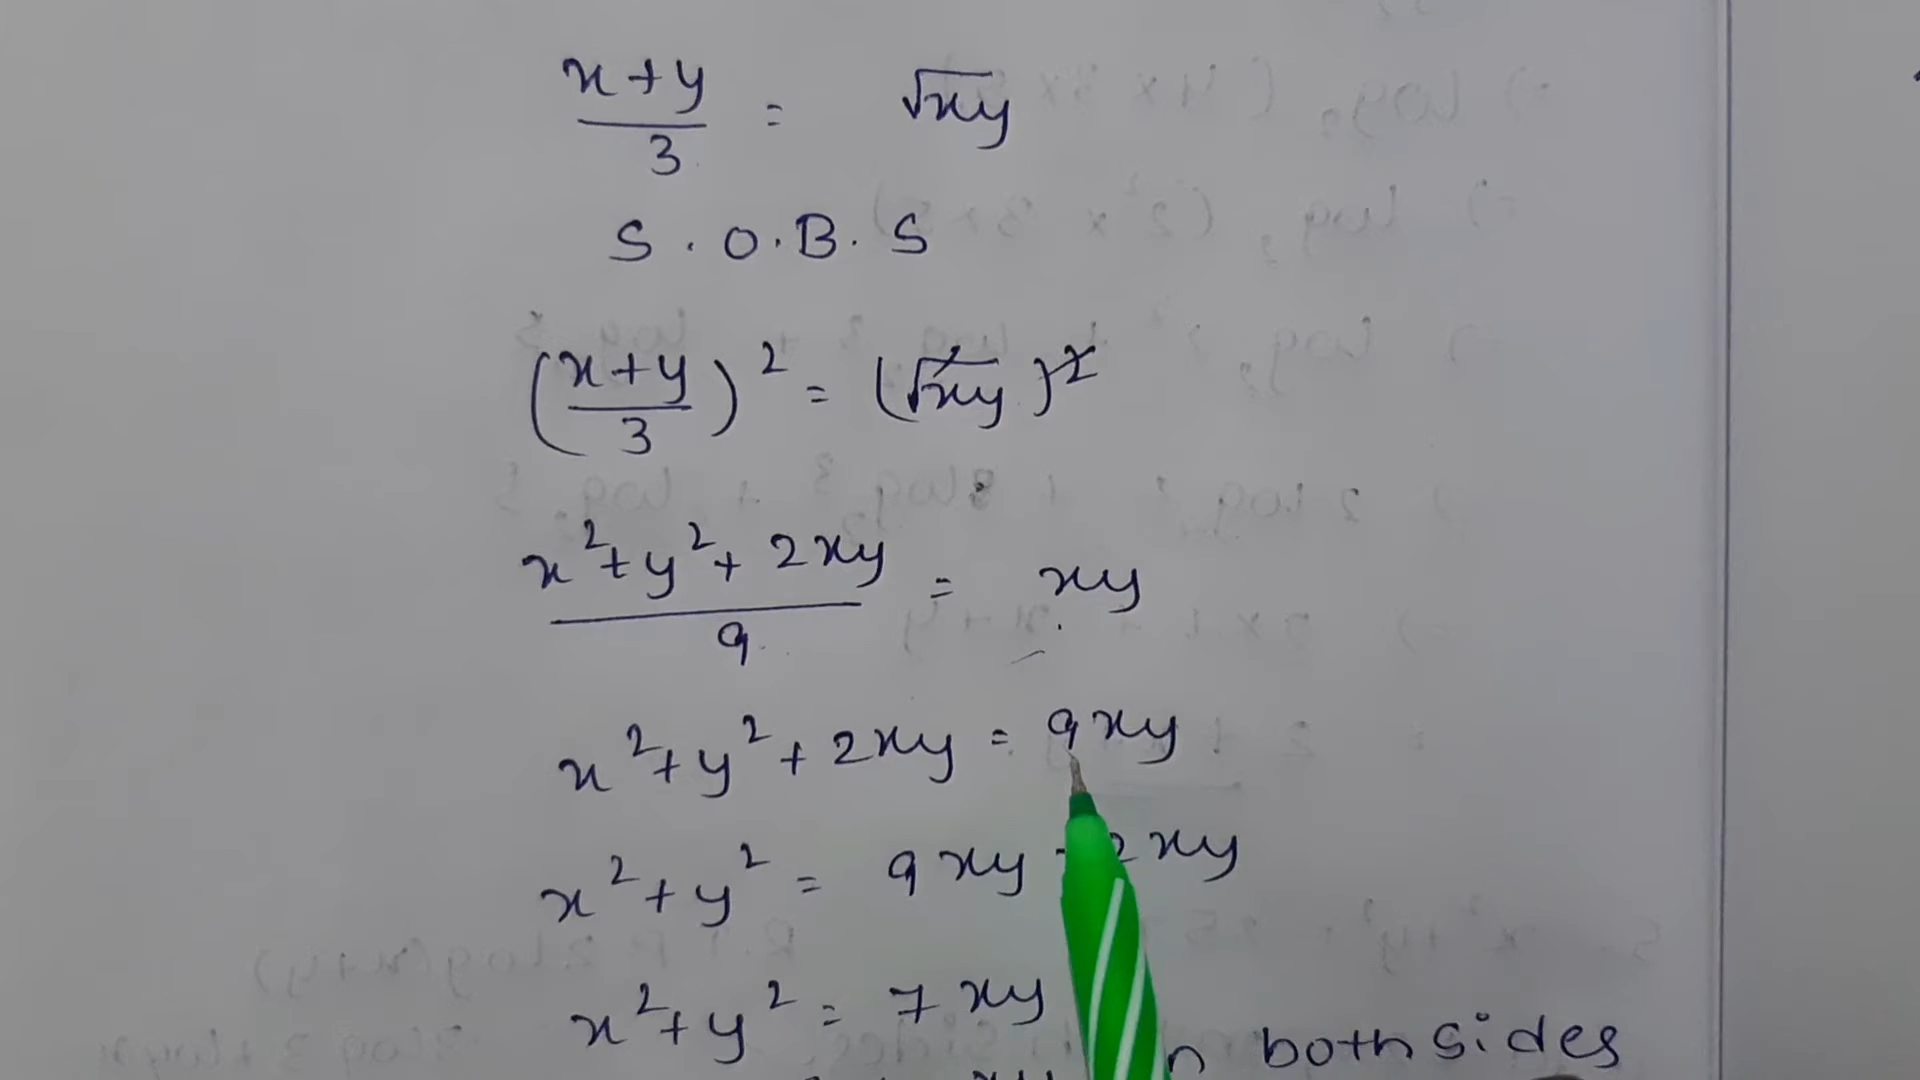 x+y/3 = √xy
S.O.B.S
(x+y/3)² = (√xy)²
x²+y²+2xy/9 = xy
x²+y²+2xy = 9xy
x²+y² = 9xy - 2xy
x²+y² = 7xy
both sides